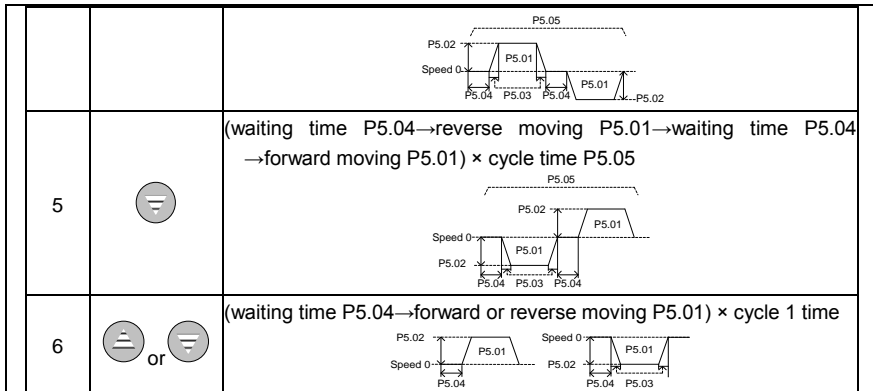 P5.05
P5.02
P5.01
Speed 0
P5.01
P5.04 P5.03 P5.04
P5.02
(waiting time P5.04→reverse moving P5.01→waiting time P5.04
→forward moving P5.01) × cycle time P5.05
P5.05
5
P5.02
P5.01
Speed 0
P5.01
P5.02
P5.04 P5.03 P5.04
(waiting time P5.04→forward or reverse moving P5.01) × cycle 1 time
6
or
P5.02
P5.01
Speed 0
P5.04
Speed 0
P5.01
P5.02
P5.04 P5.03